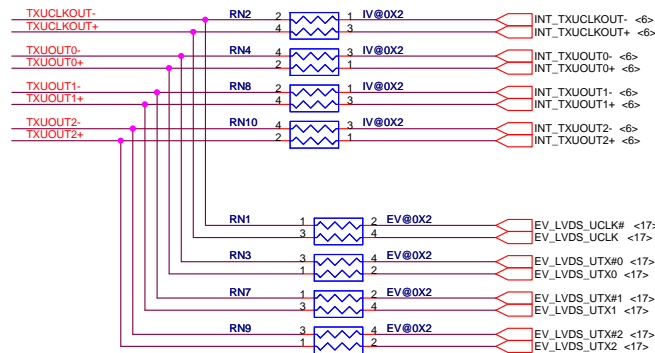 TXUCLKOUT- RN2 2 1 IV@0X2 INT_TXUCLKOUT- <6>
TXUCLKOUT+ 4 3 INT_TXUCLKOUT+ <6>
TXUOUT0- RN4 4 3 IV@0X2 INT_TXUOUT0- <6>
TXUOUT0+ 2 1 INT_TXUOUT0+ <6>
TXUOUT1- RN8 2 1 IV@0X2 INT_TXUOUT1- <6>
TXUOUT1+ 4 3 INT_TXUOUT1+ <6>
TXUOUT2- RN10 4 3 IV@0X2 INT_TXUOUT2- <6>
TXUOUT2+ 2 1 INT_TXUOUT2+ <6>
RN1 1 2 EV@0X2 EV_LVDS_UCLK# <17>
3 4 EV_LVDS_UCLK <17>
RN3 3 4 EV@0X2 EV_LVDS_UTX#0 <17>
1 2 EV_LVDS_UTX0 <17>
RN7 1 2 EV@0X2 EV_LVDS_UTX#1 <17>
3 4 EV_LVDS_UTX1 <17>
RN9 3 4 EV@0X2 EV_LVDS_UTX#2 <17>
1 2 EV_LVDS_UTX2 <17>